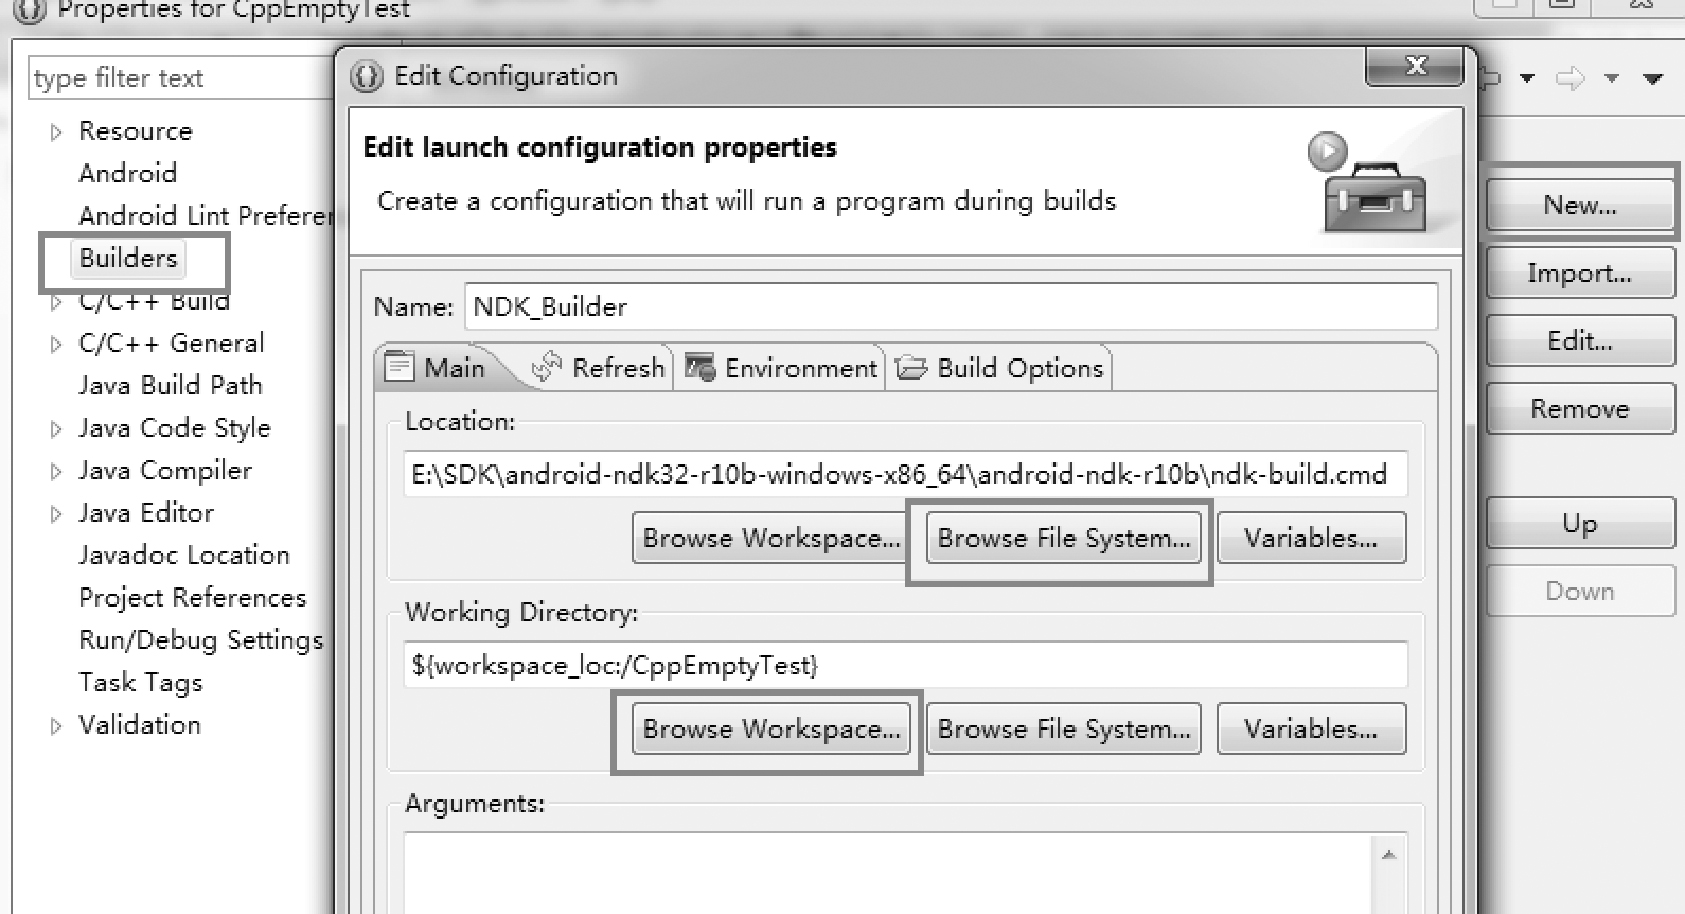 Properties for CppEmptyTest
type filter text
Resource
Android
Android Lint Prefere
Builders
C/C++ Build
C/C++ General
Java Build Path
Java Code Style
Java Compiler
Java Editor
Javadoc Location
Project References
Run/Debug Settings
Task Tags
Validation
Edit Configuration
Edit launch configuration properties
Create a configuration that will run a program during builds
Name: NDK_Builder
Main Refresh Environment Build Options
Location:
E:\SDK\android-ndk32-r10b-windows-x86_64\android-ndk-r10b\ndk-build.cmd
Browse Workspace... Browse File System... Variables...
Working Directory:
${workspace_loc:/CppEmptyTest}
Browse Workspace... Browse File System... Variables...
Arguments:
New...
Import...
Edit...
Remove
Up
Down